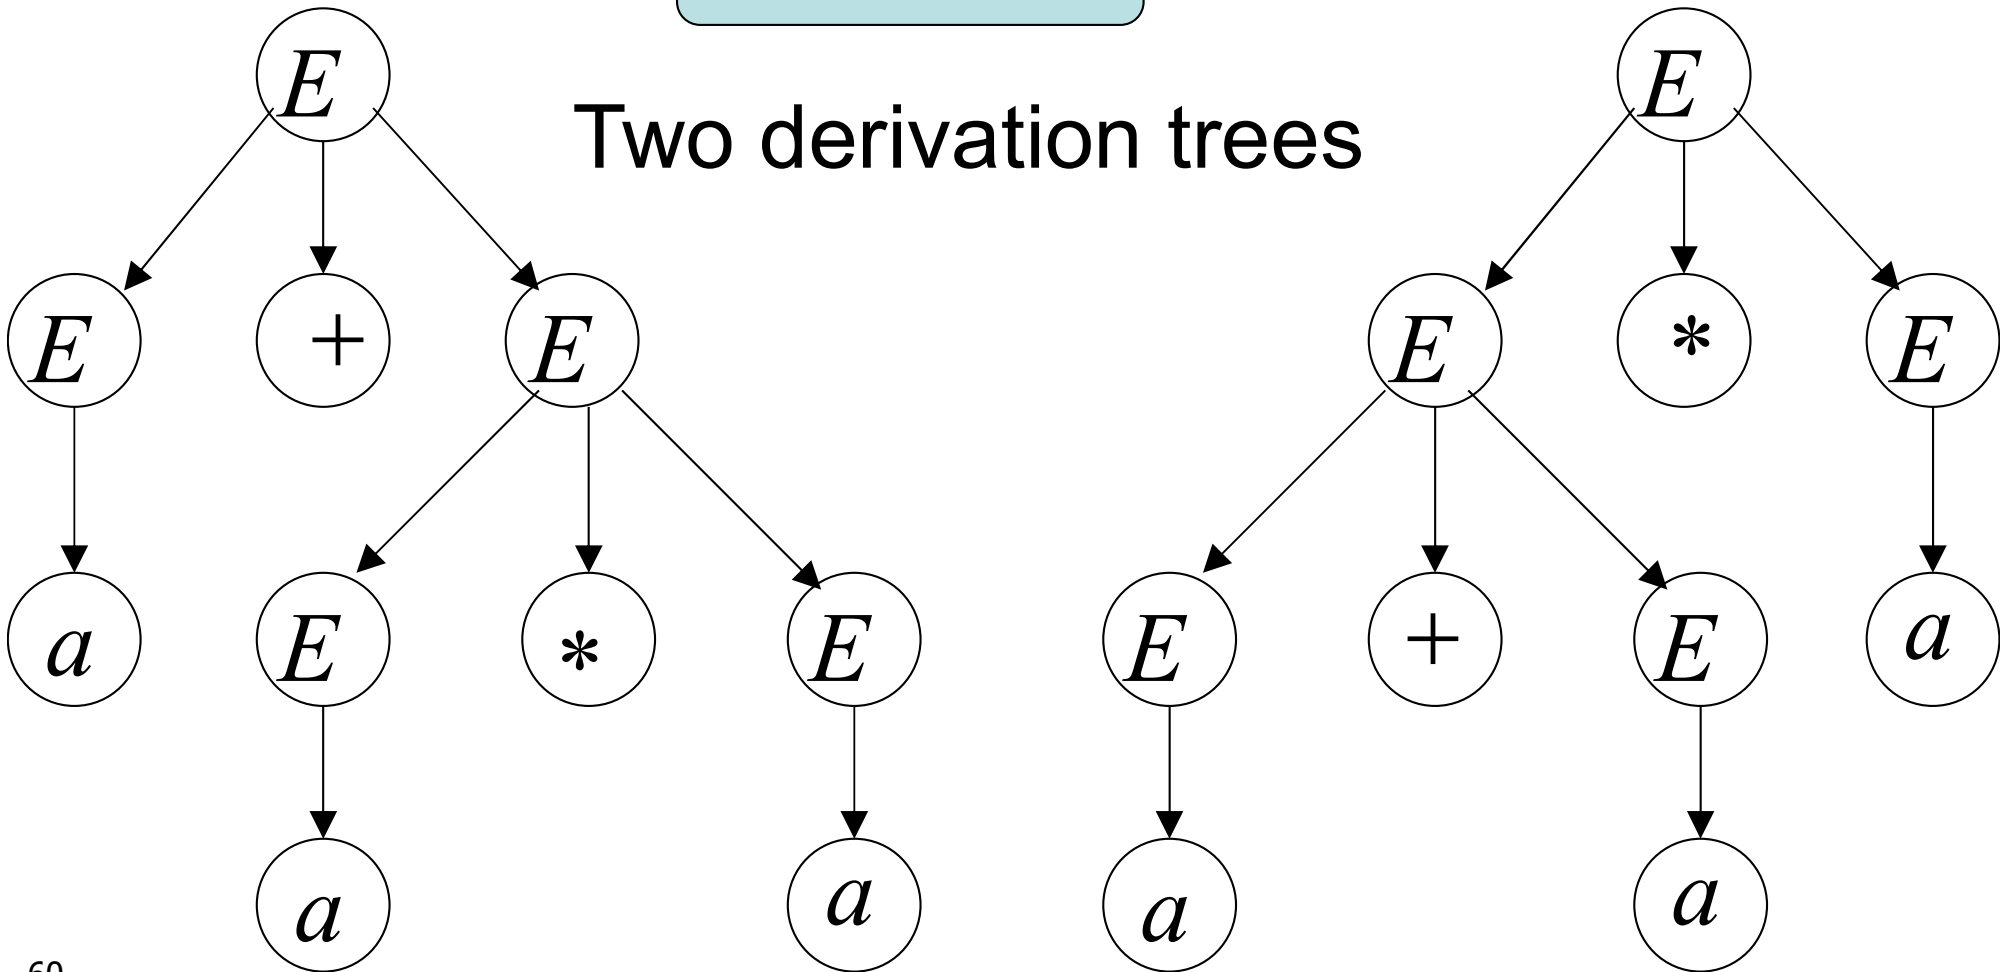 E E
Two derivation trees
E + E E * E
a E * E E + E a
a a a a
60